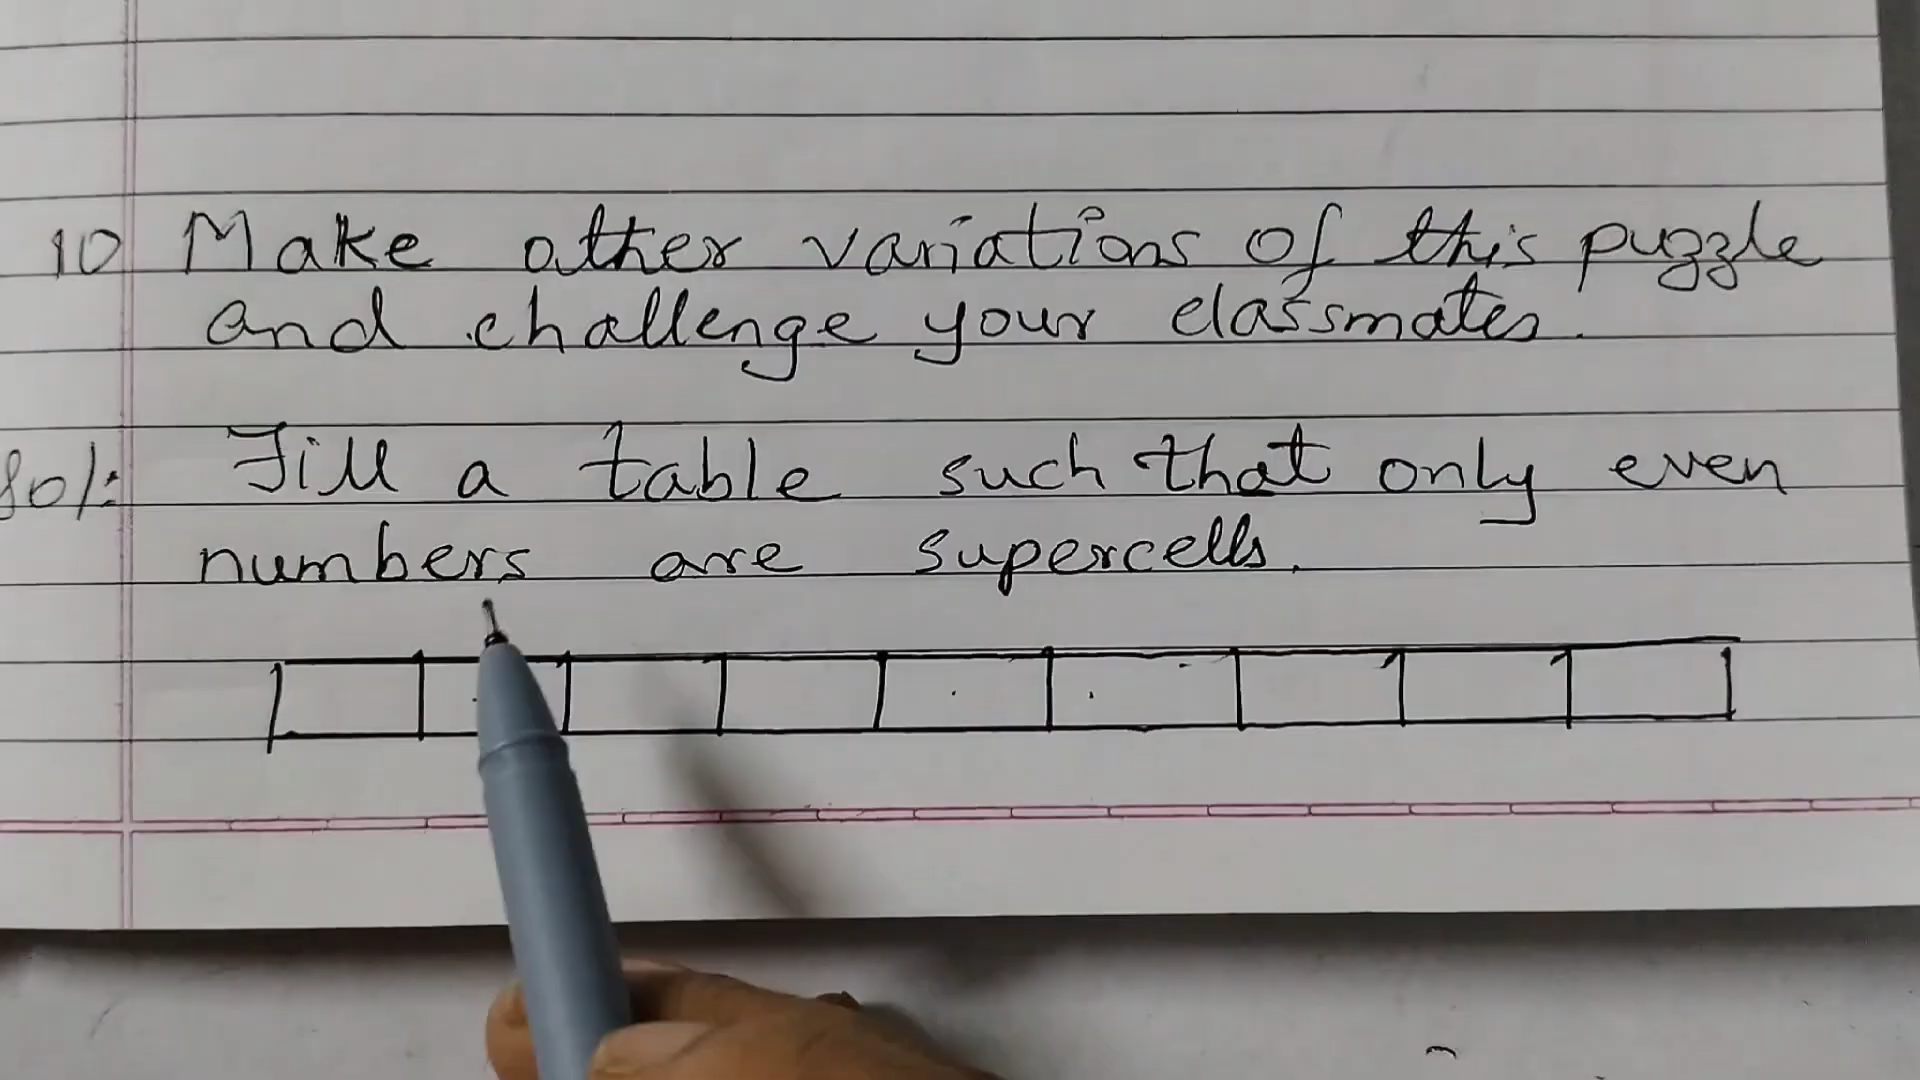 10 Make other variations of this puzzle
and challenge your classmates.
Sol: Fill a table such that only even
numbers are supercells.